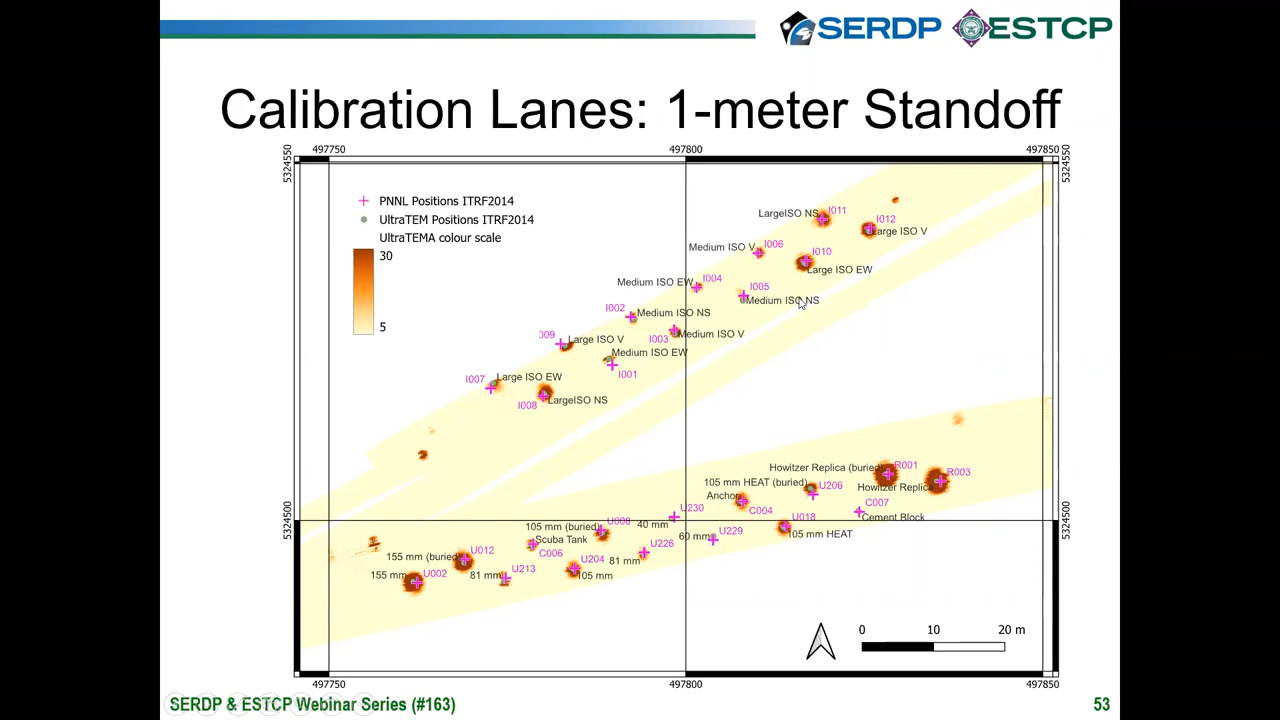 SERDP ESTCP
Calibration Lanes: 1-meter Standoff
497750 497800 497850
5324550 5324550
PNNL Positions ITRF2014
UltraTEM Positions ITRF2014
UltraTEMA colour scale
30
5
LargeISO NS I011
I012
Large ISO V
Medium ISO V I006
I010
Large ISO EW
Medium ISO EW I004
I005
Medium ISO NS
I002 Medium ISO NS
I003 Medium ISO V
009 Large ISO V
Medium ISO EW
I001
I007 Large ISO EW
I008 LargeISO NS
Howitzer Replica (buried) R001
R003
Howitzer Replica
105 mm HEAT (buried) U206
Anchor C004
C007
Cement Block
U230
40 mm
U018
105 mm HEAT
5324500 5324500
105 mm (buried) U008
Scuba Tank
C006
U229
60 mm
U226
81 mm
155 mm (buried) U012
U204
105 mm
U213
81 mm
155 mm U002
0 10 20 m
497750 497800 497850
SERDP & ESTCP Webinar Series (#163) 53